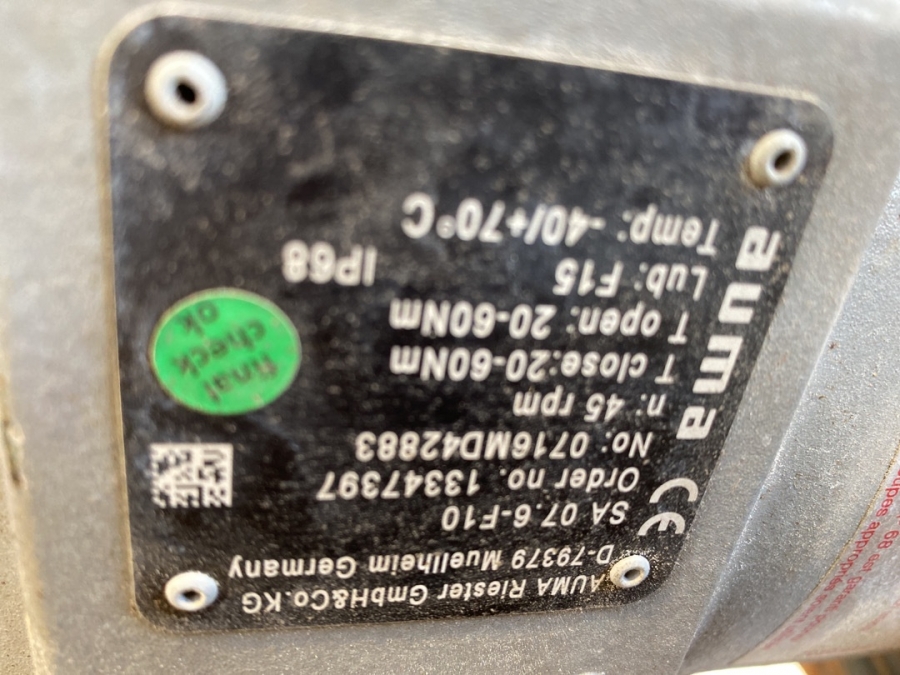 AUMA Riester GmbH&Co.KG
D-79379 Muellheim Germany
CE
SA 07.6-F10
Order no. 13347397
No: 0716MD42883
n: 45 rpm
T close:20-60Nm
T open: 20-60Nm
Lub: F15 IP68
Temp: -40/+70°C
auma
final
check
ok